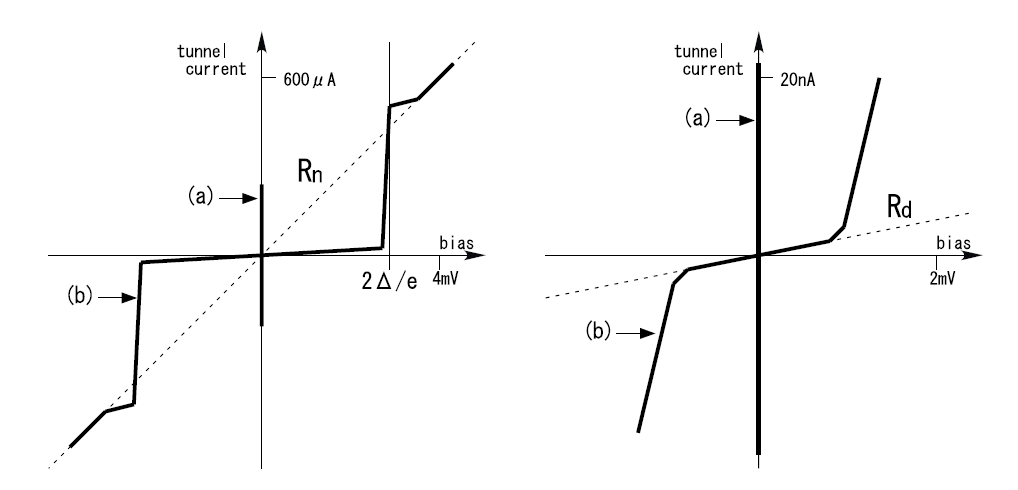 tunnel
current
600μA
(a)
Rn
bias
2Δ/e
4mV
(b)
tunnel
current
20nA
(a)
Rd
bias
2mV
(b)